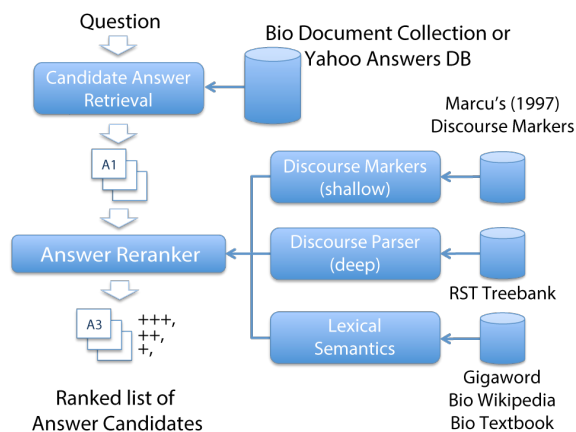 Question
Bio Document Collection or
Yahoo Answers DB
Candidate Answer
Retrieval
Marcu's (1997)
Discourse Markers
A1
Discourse Markers
(shallow)
Answer Reranker
Discourse Parser
(deep)
RST Treebank
A3
+++,
++,
+,
Lexical
Semantics
Gigaword
Bio Wikipedia
Bio Textbook
Ranked list of
Answer Candidates